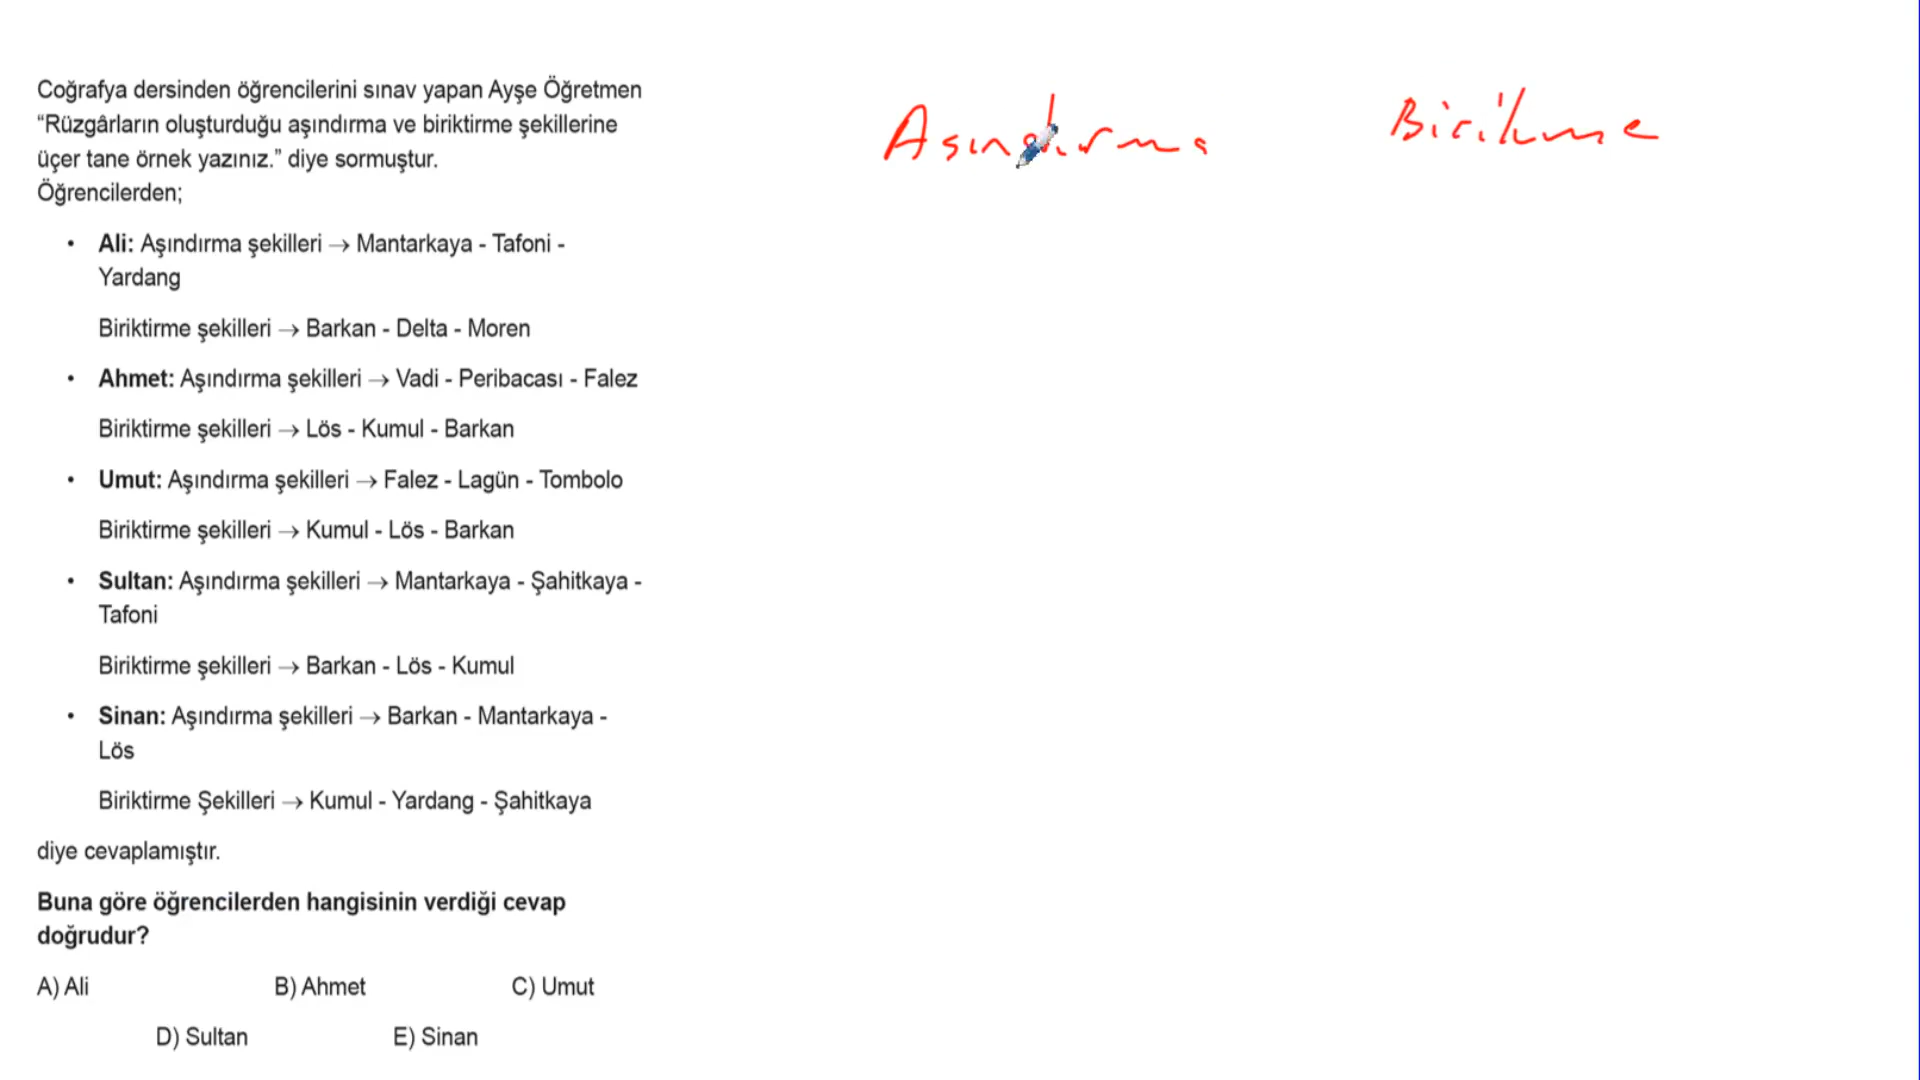 Coğrafya dersinden öğrencilerini sınav yapan Ayşe Öğretmen
“Rüzgârların oluşturduğu aşındırma ve biriktirme şekillerine
üçer tane örnek yazınız.” diye sormuştur.
Öğrencilerden;
• Ali: Aşındırma şekilleri → Mantarkaya - Tafoni -
Yardang
Biriktirme şekilleri → Barkan - Delta - Moren
• Ahmet: Aşındırma şekilleri → Vadi - Peribacası - Falez
Biriktirme şekilleri → Lös - Kumul - Barkan
• Umut: Aşındırma şekilleri → Falez - Lagün - Tombolo
Biriktirme şekilleri → Kumul - Lös - Barkan
• Sultan: Aşındırma şekilleri → Mantarkaya - Şahitkaya -
Tafoni
Biriktirme şekilleri → Barkan - Lös - Kumul
• Sinan: Aşındırma şekilleri → Barkan - Mantarkaya -
Lös
Biriktirme Şekilleri → Kumul - Yardang - Şahitkaya
diye cevaplamıştır.
Buna göre öğrencilerden hangisinin verdiği cevap
doğrudur?
A) Ali B) Ahmet C) Umut
D) Sultan E) Sinan
Asındırma Birikme